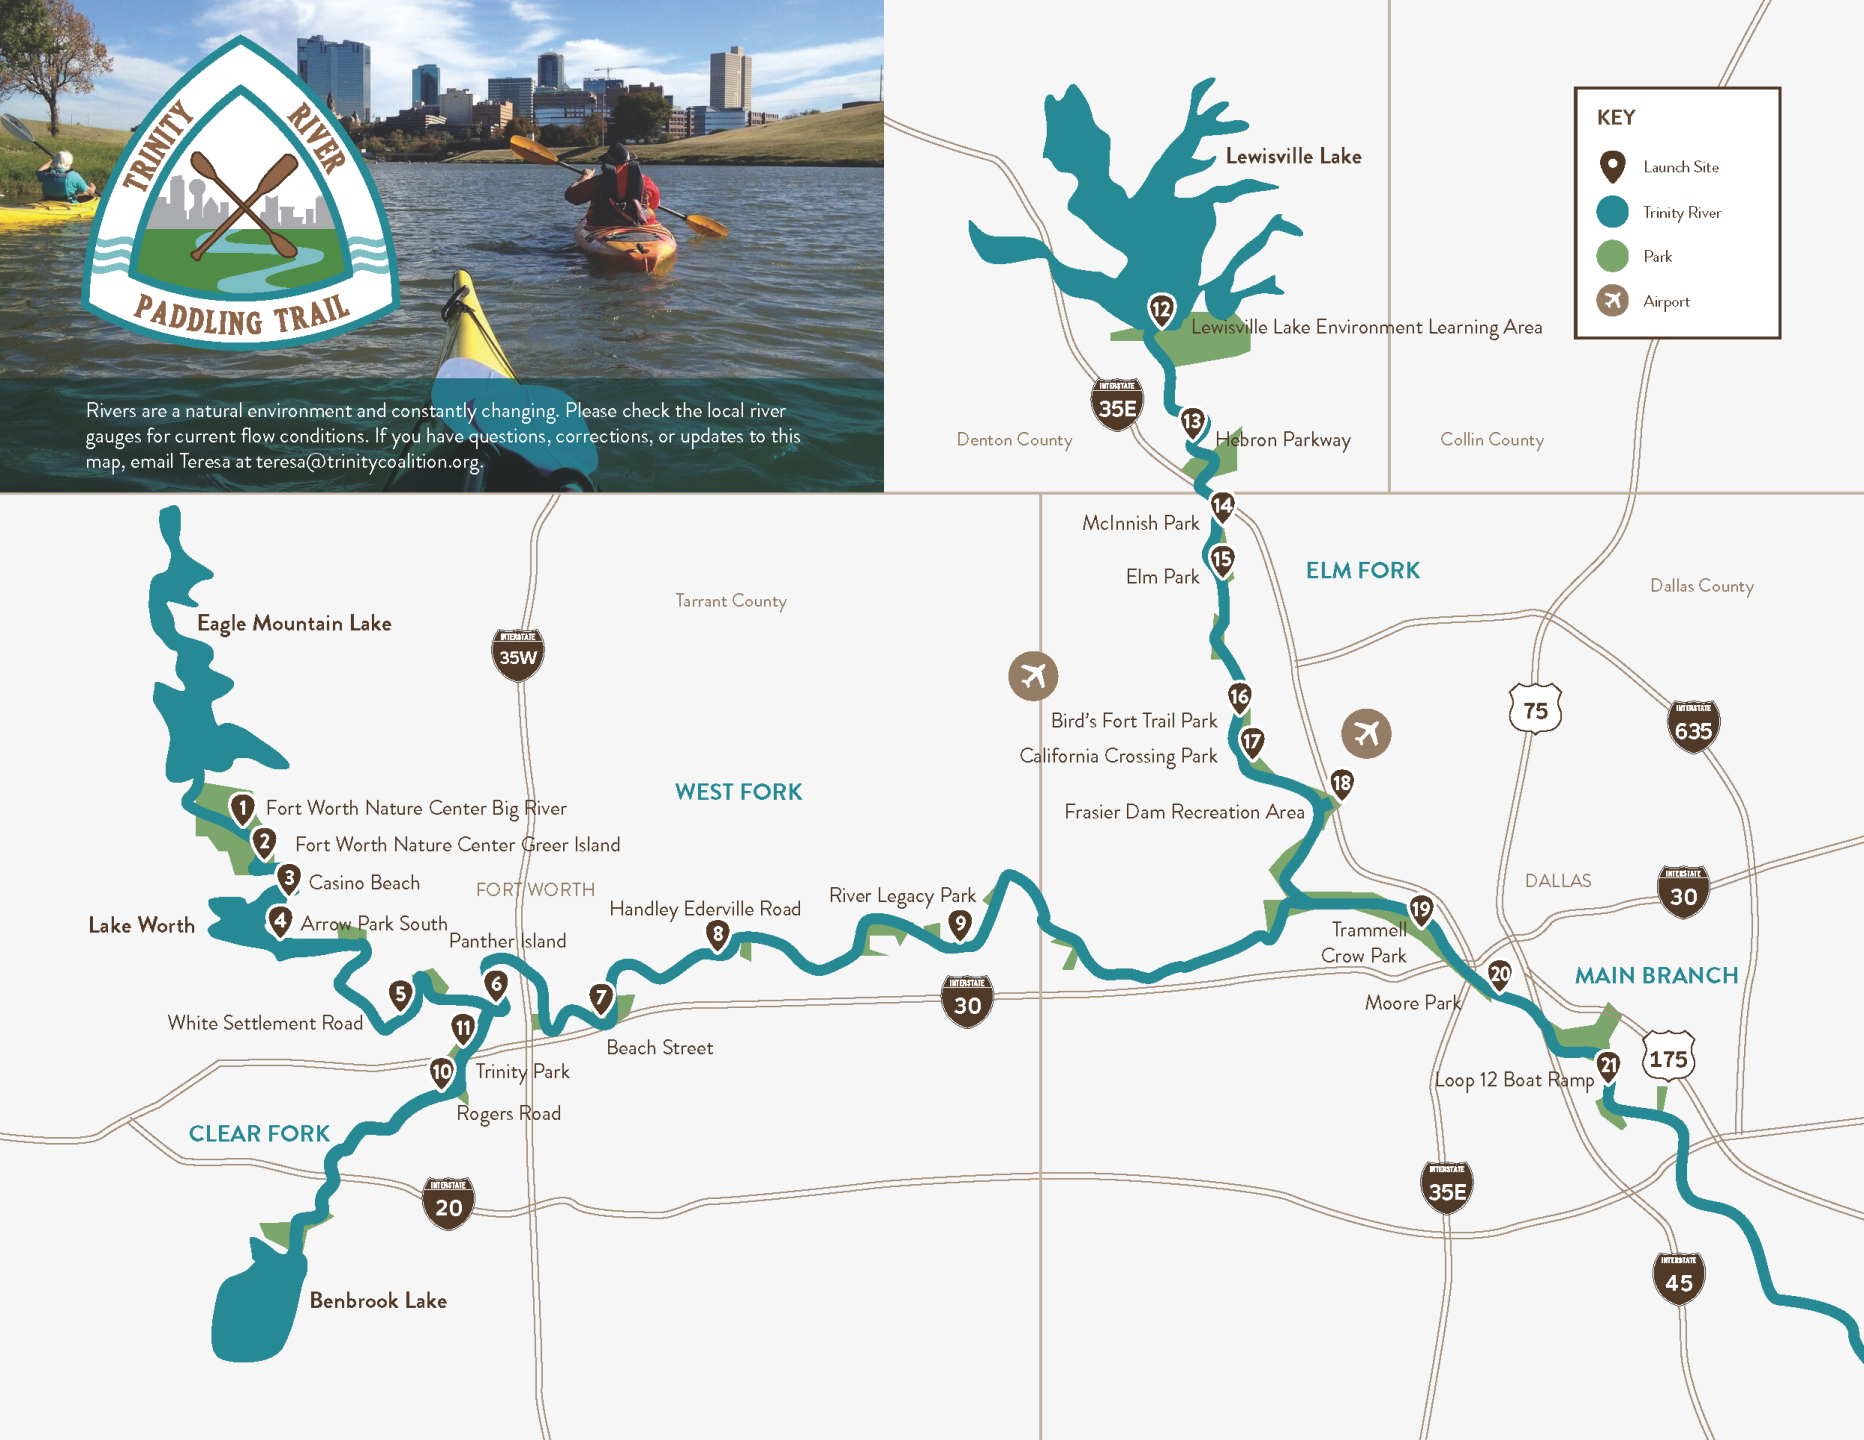 TRINITY
RIVER
PADDLING TRAIL
Rivers are a natural environment and constantly changing. Please check the local river
gauges for current flow conditions. If you have questions, corrections, or updates to this
map, email Teresa at teresa@trinitycoalition.org.
KEY
Launch Site
Trinity River
Park
Airport
Lewisville Lake
12
Lewisville Lake Environment Learning Area
INTERSTATE
35E
13
Hebron Parkway
Denton County
Collin County
14
McInnish Park
15
Elm Park
ELM FORK
Dallas County
Tarrant County
Eagle Mountain Lake
INTERSTATE
35W
16
Bird's Fort Trail Park
17
California Crossing Park
75
INTERSTATE
635
18
Frasier Dam Recreation Area
WEST FORK
1
Fort Worth Nature Center Big River
2
Fort Worth Nature Center Greer Island
3
Casino Beach
FORT WORTH
4
Arrow Park South
Lake Worth
Panther Island
Handley Ederville Road
8
River Legacy Park
9
DALLAS
INTERSTATE
30
19
Trammell
Crow Park
20
Moore Park
MAIN BRANCH
5
White Settlement Road
6
7
Beach Street
INTERSTATE
30
11
Trinity Park
10
Rogers Road
175
21
Loop 12 Boat Ramp
CLEAR FORK
INTERSTATE
20
INTERSTATE
35E
INTERSTATE
45
Benbrook Lake